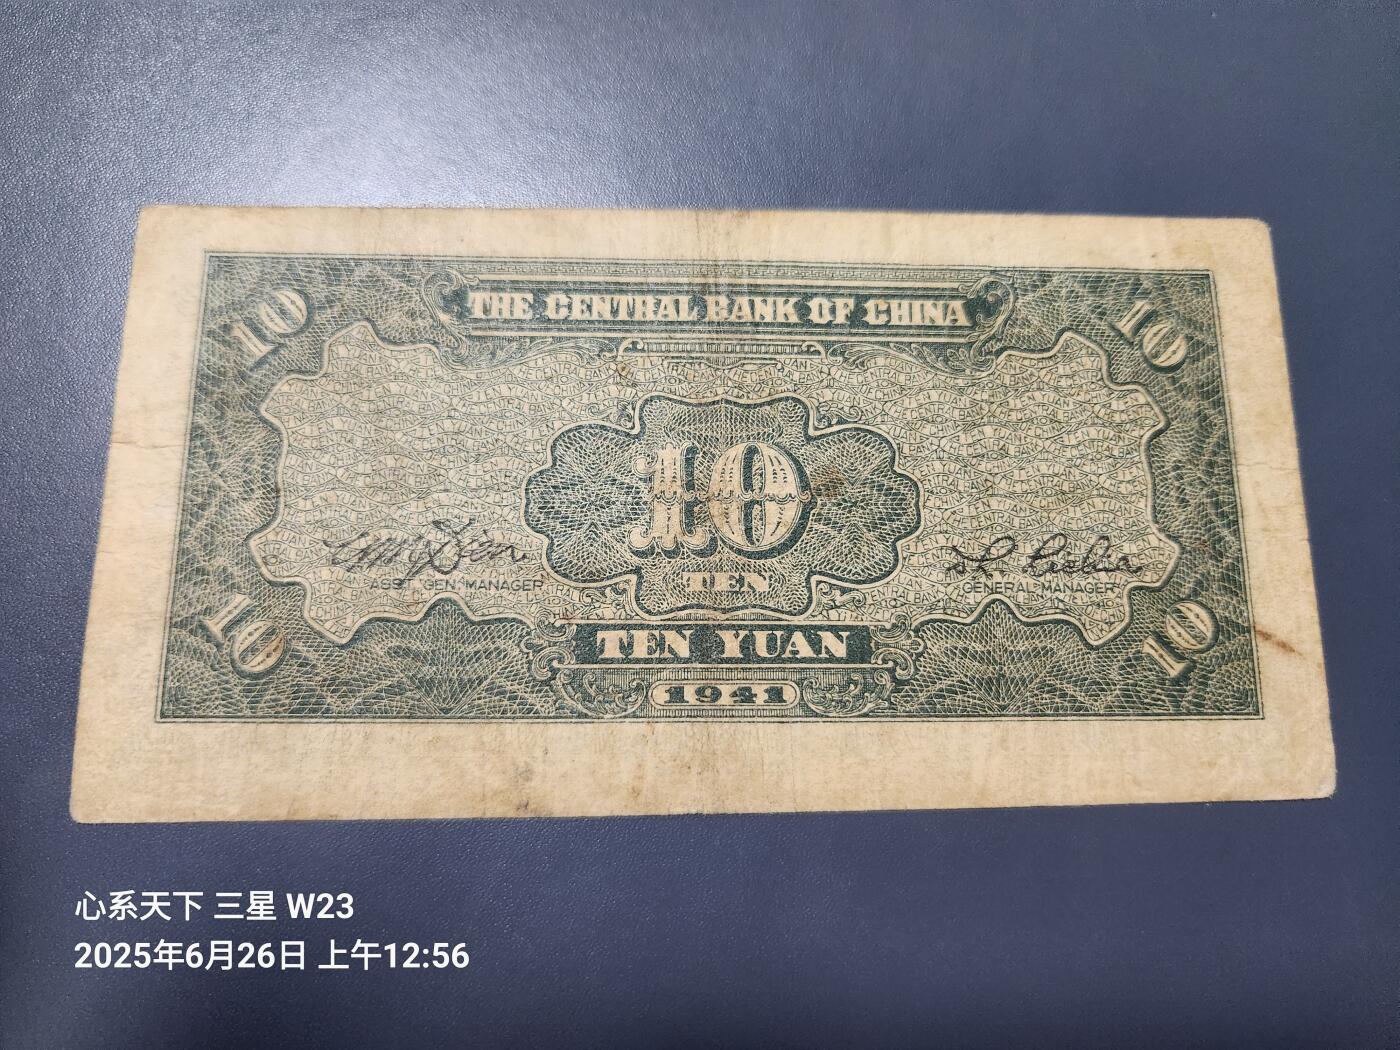 THE CENTRAL BANK OF CHINA
10 10
10
TEN
ASST GEN. MANAGER GENERAL MANAGER
10 10
TEN YUAN
1941
心系天下 三星 W23
2025年6月26日 上午12:56